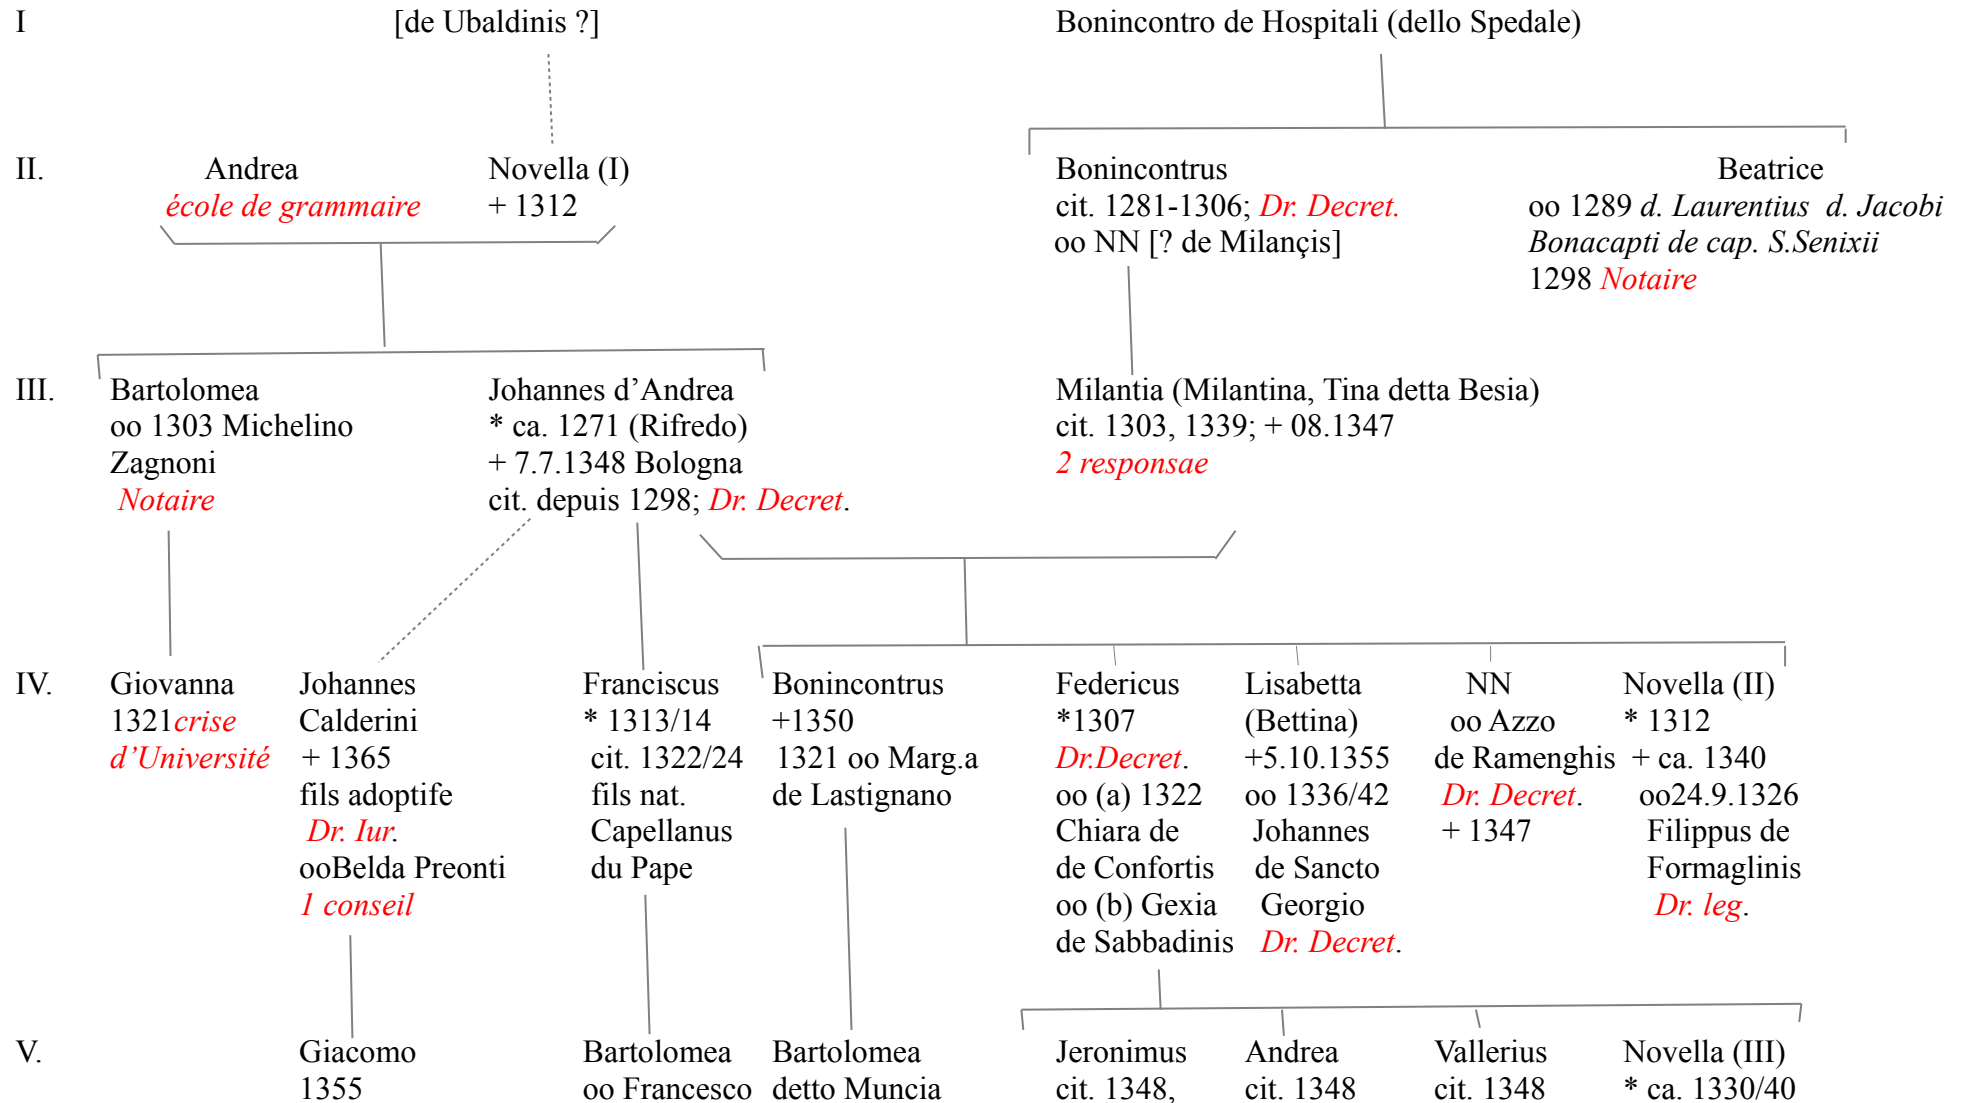 I
[de Ubaldinis ?]
Bonincontro de Hospitali (dello Spedale)
II.
Andrea
école de grammaire
Novella (I)
+ 1312
Bonincontrus
cit. 1281-1306; Dr. Decret.
oo NN [? de Milançis]
Beatrice
oo 1289 d. Laurentius d. Jacobi
Bonacapti de cap. S.Senixii
1298 Notaire
III.
Bartolomea
oo 1303 Michelino
Zagnoni
Notaire
Johannes d’Andrea
* ca. 1271 (Rifredo)
+ 7.7.1348 Bologna
cit. depuis 1298; Dr. Decret.
Milantia (Milantina, Tina detta Besia)
cit. 1303, 1339; + 08.1347
2 responsae
IV.
Giovanna
1321crise
d’Université
Johannes
Calderini
+ 1365
fils adoptife
Dr. Iur.
ooBelda Preonti
1 conseil
Franciscus
* 1313/14
cit. 1322/24
fils nat.
Capellanus
du Pape
Bonincontrus
+1350
1321 oo Marg.a
de Lastignano
Federicus
*1307
Dr.Decret.
oo (a) 1322
Chiara de
de Confortis
oo (b) Gexia
de Sabbadinis
Lisabetta
(Bettina)
+5.10.1355
oo 1336/42
Johannes
de Sancto
Georgio
Dr. Decret.
NN
oo Azzo
de Ramenghis
Dr. Decret.
+ 1347
Novella (II)
* 1312
+ ca. 1340
oo24.9.1326
Filippus de
Formaglinis
Dr. leg.
V.
Giacomo
1355
Bartolomea
oo Francesco
Bartolomea
detto Muncia
Jeronimus
cit. 1348,
Andrea
cit. 1348
Vallerius
cit. 1348
Novella (III)
* ca. 1330/40